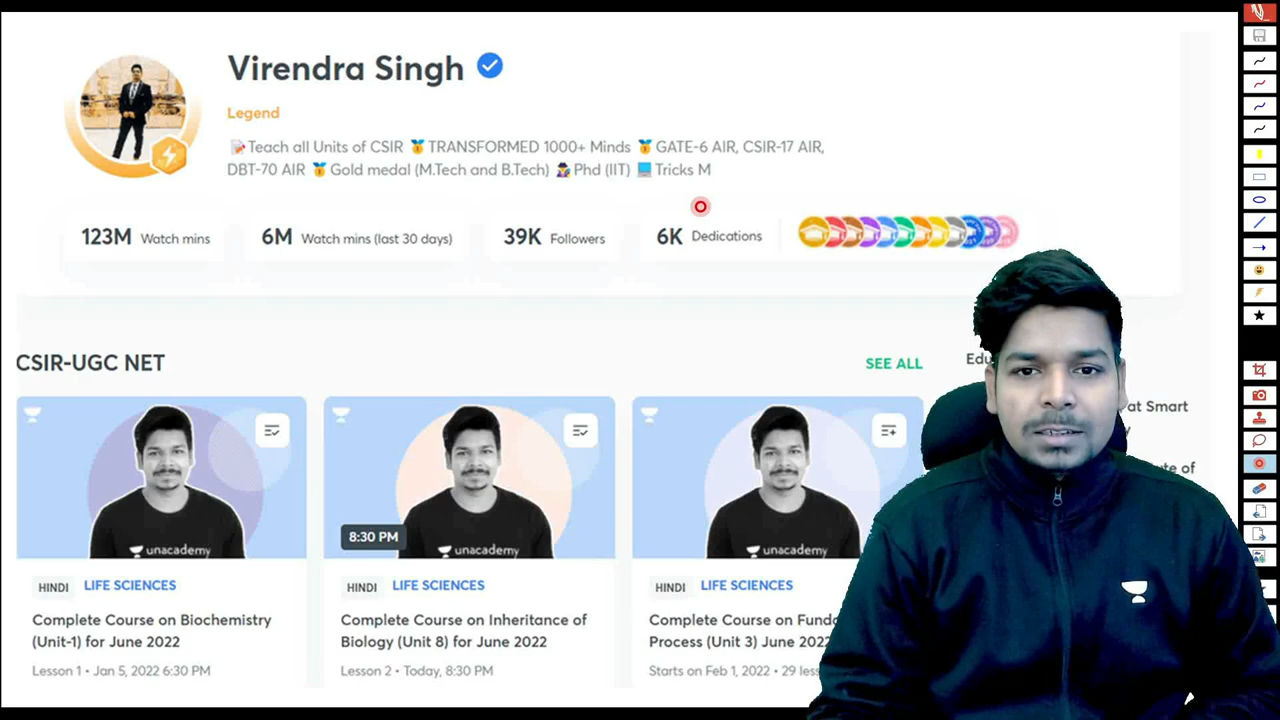 Virendra Singh
Legend
Teach all Units of CSIR 🥇TRANSFORMED 1000+ Minds 🥇GATE-6 AIR, CSIR-17 AIR,
DBT-70 AIR 🥇Gold medal (M.Tech and B.Tech) Phd (IIT) Tricks M
123M Watch mins 6M Watch mins (last 30 days) 39K Followers 6K Dedications
CSIR-UGC NET SEE ALL
Edu
at Smart
unacademy unacademy unacademy
8:30 PM
HINDI LIFE SCIENCES HINDI LIFE SCIENCES HINDI LIFE SCIENCES
Complete Course on Biochemistry
(Unit-1) for June 2022
Lesson 1 • Jan 5, 2022 6:30 PM
Complete Course on Inheritance of
Biology (Unit 8) for June 2022
Lesson 2 • Today, 8:30 PM
Complete Course on Fund
Process (Unit 3) June 2022
Starts on Feb 1, 2022 • 29 less